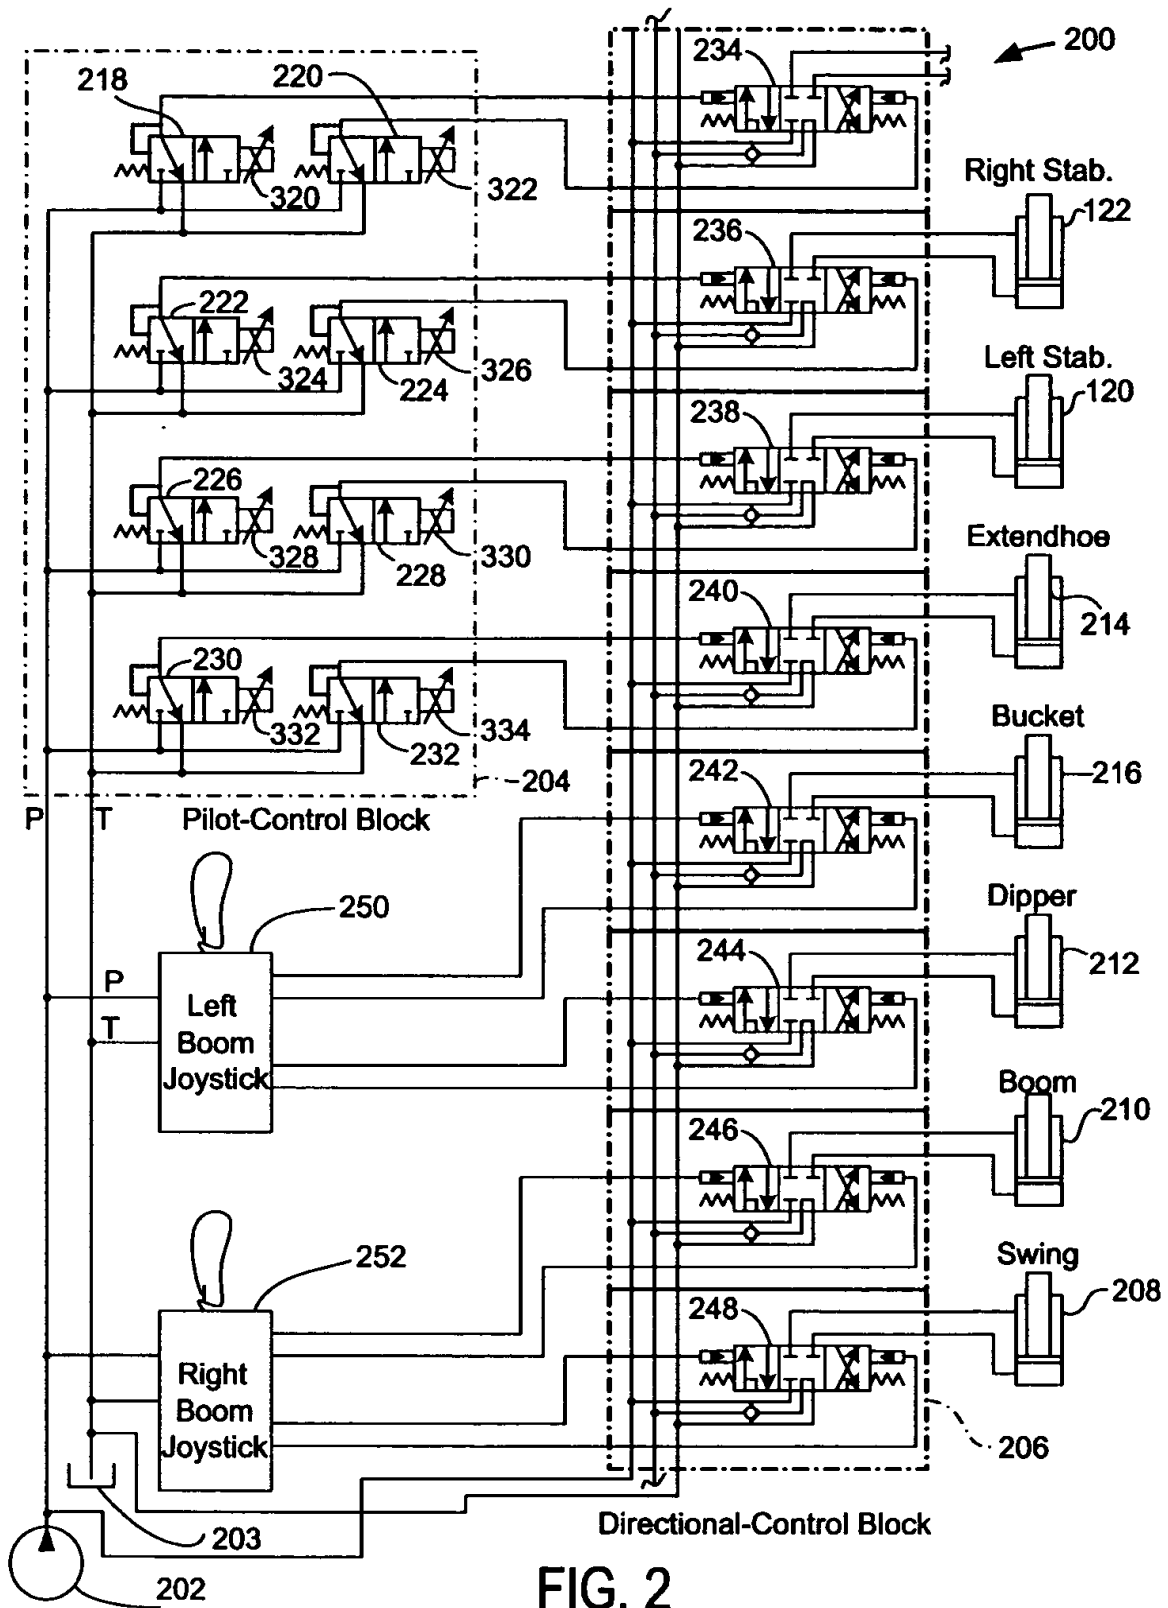 200
234
218
220
320
322
Right Stab.
122
236
222
324
224
326
Left Stab.
120
238
226
328
228
330
Extendhoe
214
240
230
332
232
334
Bucket
216
204
242
P
T
Pilot-Control Block
250
Dipper
212
244
P
T
Left
Boom
Joystick
Boom
210
246
252
Swing
208
248
Right
Boom
Joystick
206
203
Directional-Control Block
202
FIG. 2